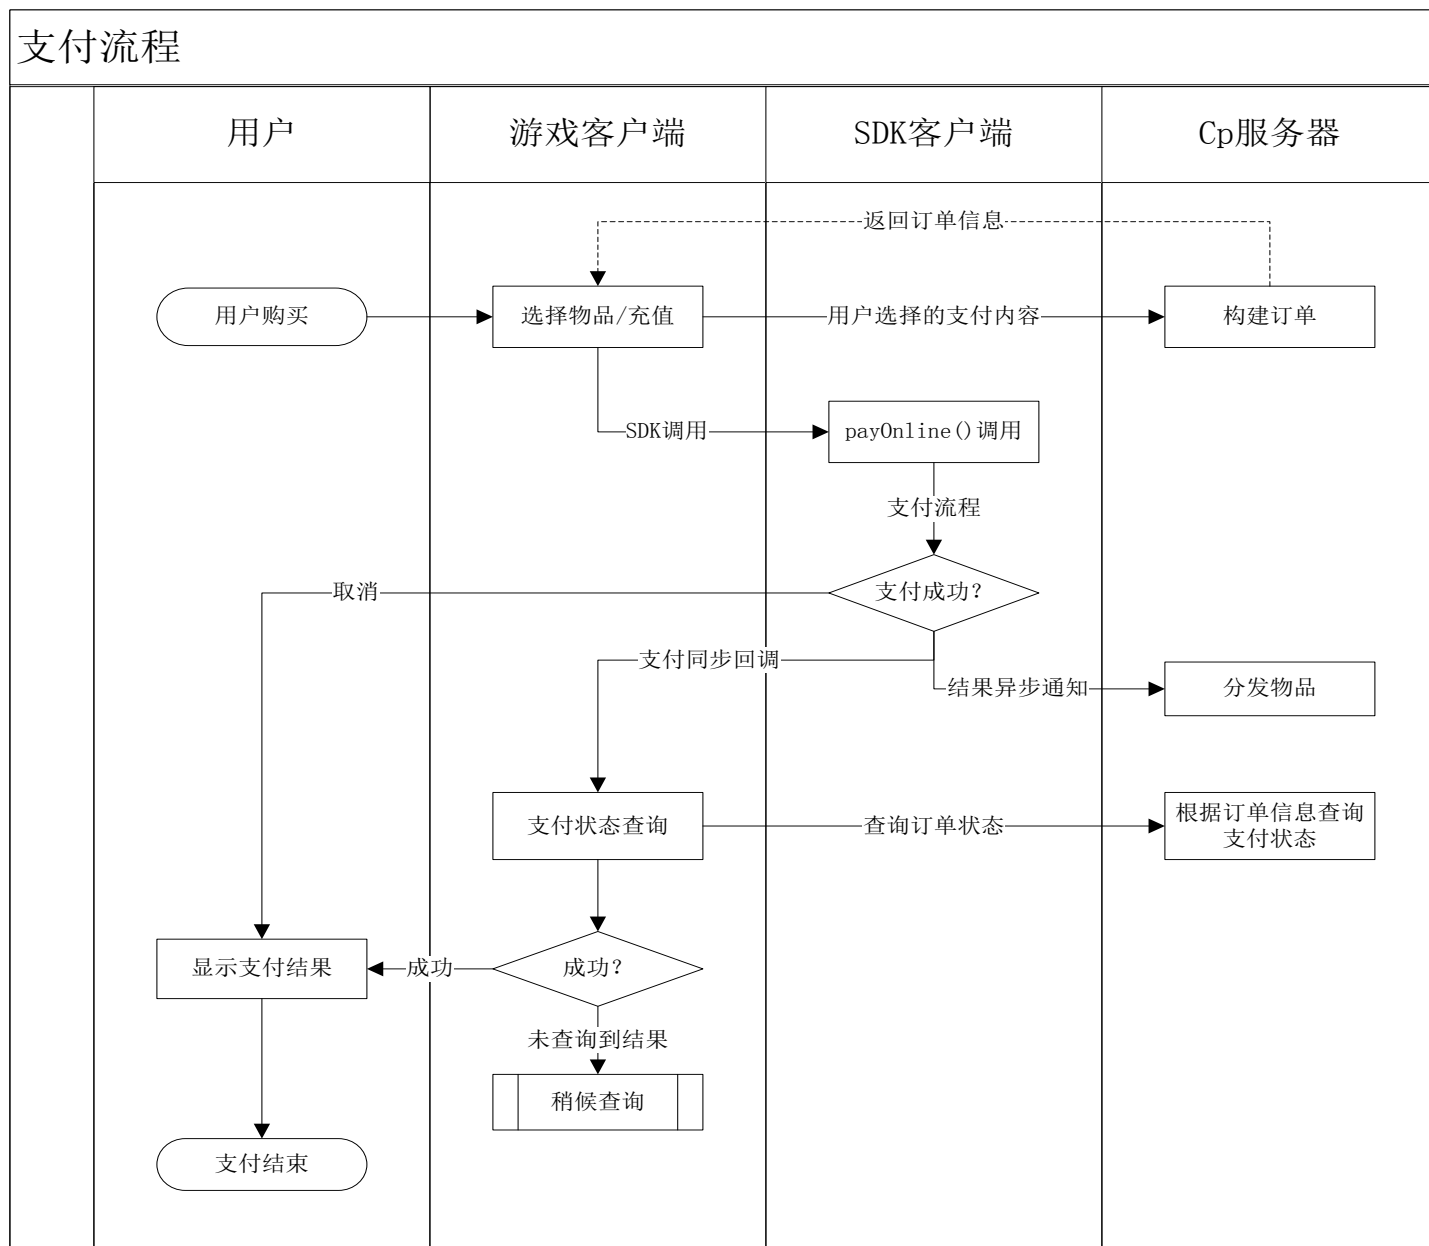 支付流程
用户
游戏客户端
SDK客户端
Cp服务器
返回订单信息
用户购买
选择物品/充值
用户选择的支付内容
构建订单
SDK调用
payOnline()调用
支付流程
取消
支付成功？
支付同步回调
结果异步通知
分发物品
支付状态查询
查询订单状态
根据订单信息查询
支付状态
显示支付结果
成功
成功？
未查询到结果
稍候查询
支付结束